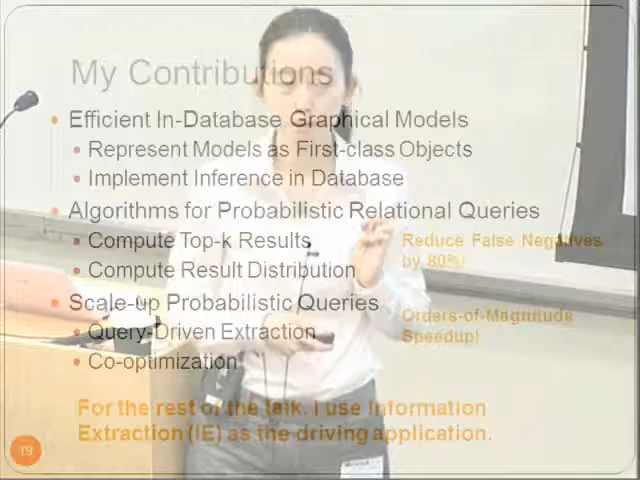 My Contributions
Efficient In-Database Graphical Models
Represent Models as First-class Objects
Implement Inference in Database
Algorithms for Probabilistic Relational Queries
Compute Top-k Results
Compute Result Distribution
Reduce False Negatives
by 80%!
Scale-up Probabilistic Queries
Query-Driven Extraction
Co-optimization
Orders-of-Magnitude
Speedup!
For the rest of the talk, I use Information
Extraction (IE) as the driving application.
19